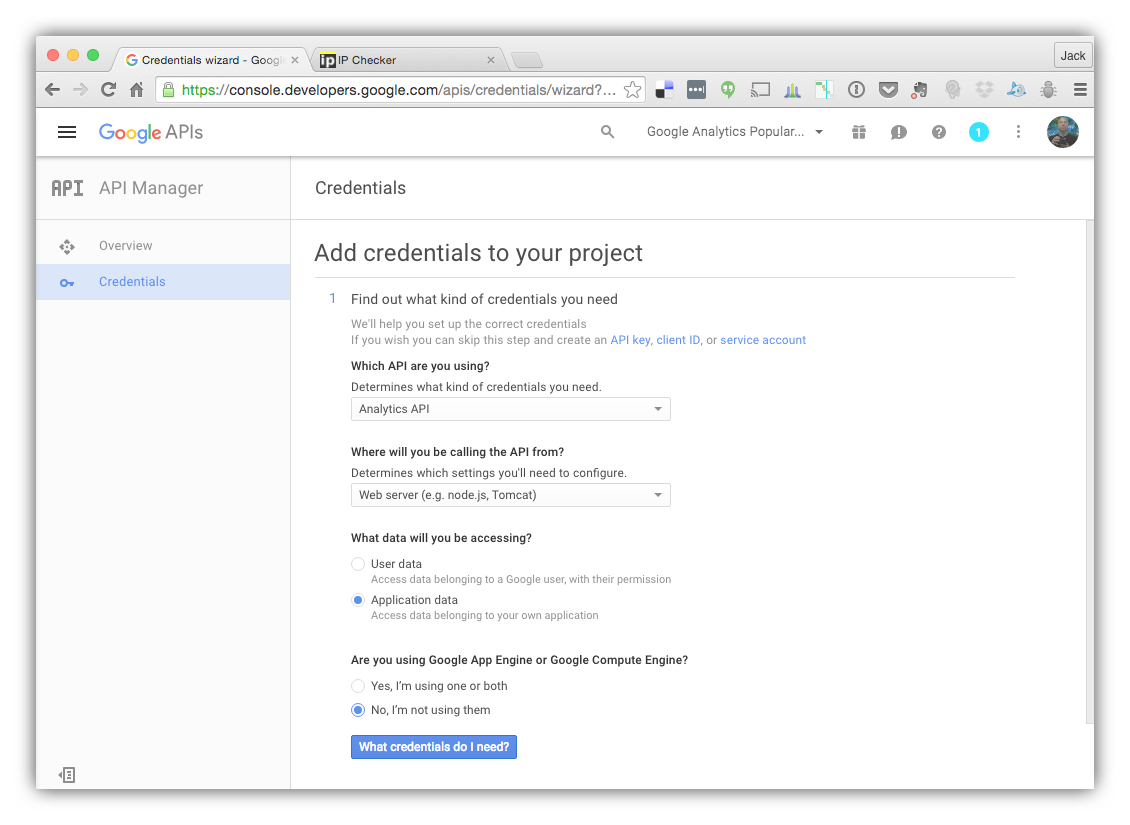 Credentials wizard - Googl
ip IP Checker
Jack
https://console.developers.google.com/apis/credentials/wizard?...
Google APIs
Google Analytics Popular...
1
API API Manager
Credentials
Overview
Credentials
Add credentials to your project
1 Find out what kind of credentials you need
We'll help you set up the correct credentials
If you wish you can skip this step and create an API key, client ID, or service account
Which API are you using?
Determines what kind of credentials you need.
Analytics API
Where will you be calling the API from?
Determines which settings you'll need to configure.
Web server (e.g. node.js, Tomcat)
What data will you be accessing?
User data
Access data belonging to a Google user, with their permission
Application data
Access data belonging to your own application
Are you using Google App Engine or Google Compute Engine?
Yes, I'm using one or both
No, I'm not using them
What credentials do I need?